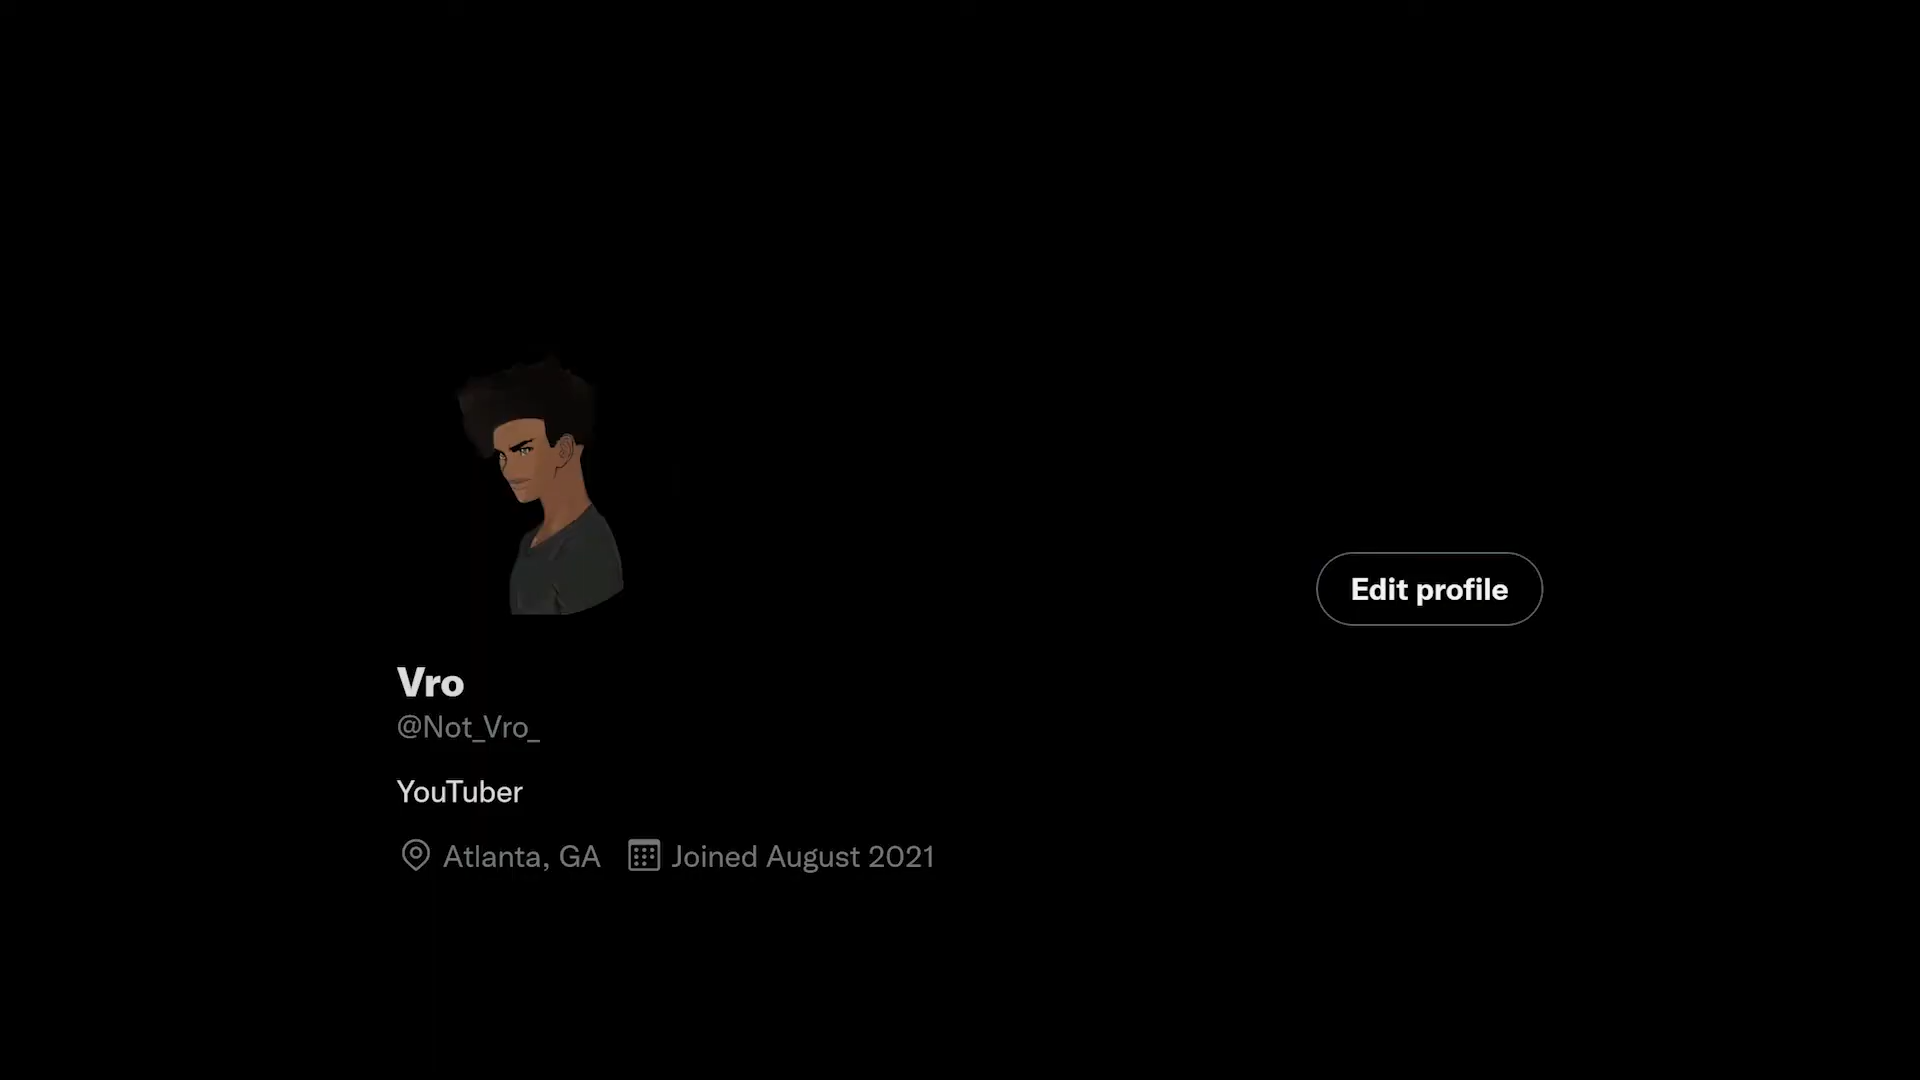 Edit profile
Vro
@Not_Vro_
YouTuber
Atlanta, GA Joined August 2021